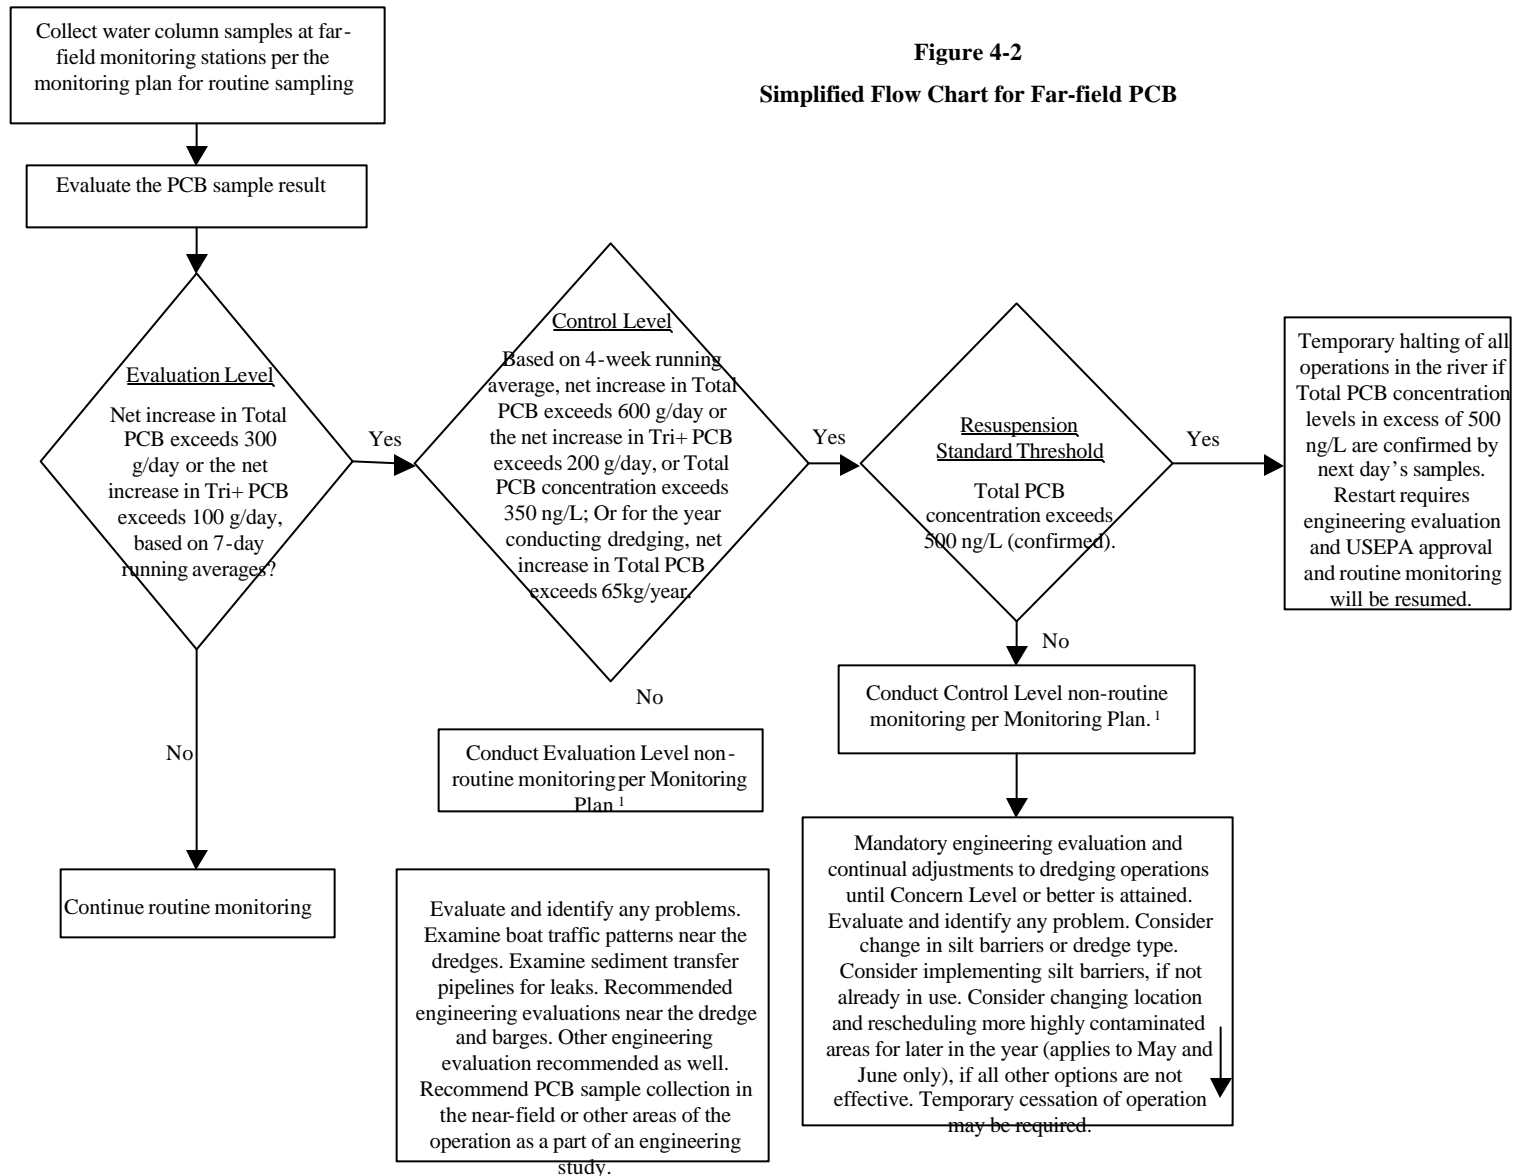 Collect water column samples at far-
field monitoring stations per the
monitoring plan for routine sampling
Figure 4-2
Simplified Flow Chart for Far-field PCB
Evaluate the PCB sample result
Evaluation Level
Net increase in Total
PCB exceeds 300
g/day or the net
increase in Tri+ PCB
exceeds 100 g/day,
based on 7-day
running averages?
Yes
No
Continue routine monitoring
Control Level
Based on 4-week running
average, net increase in Total
PCB exceeds 600 g/day or
the net increase in Tri+ PCB
exceeds 200 g/day, or Total
PCB concentration exceeds
350 ng/L; Or for the year
conducting dredging, net
increase in Total PCB
exceeds 65kg/year.
Yes
No
Conduct Evaluation Level non-
routine monitoring per Monitoring
Plan 1
Evaluate and identify any problems.
Examine boat traffic patterns near the
dredges. Examine sediment transfer
pipelines for leaks. Recommended
engineering evaluations near the dredge
and barges. Other engineering
evaluation recommended as well.
Recommend PCB sample collection in
the near-field or other areas of the
operation as a part of an engineering
study.
Resuspension
Standard Threshold
Total PCB
concentration exceeds
500 ng/L (confirmed).
Yes
No
Conduct Control Level non-routine
monitoring per Monitoring Plan. 1
Mandatory engineering evaluation and
continual adjustments to dredging operations
until Concern Level or better is attained.
Evaluate and identify any problem. Consider
change in silt barriers or dredge type.
Consider implementing silt barriers, if not
already in use. Consider changing location
and rescheduling more highly contaminated
areas for later in the year (applies to May and
June only), if all other options are not
effective. Temporary cessation of operation
may be required.
Temporary halting of all
operations in the river if
Total PCB concentration
levels in excess of 500
ng/L are confirmed by
next day's samples.
Restart requires
engineering evaluation
and USEPA approval
and routine monitoring
will be resumed.